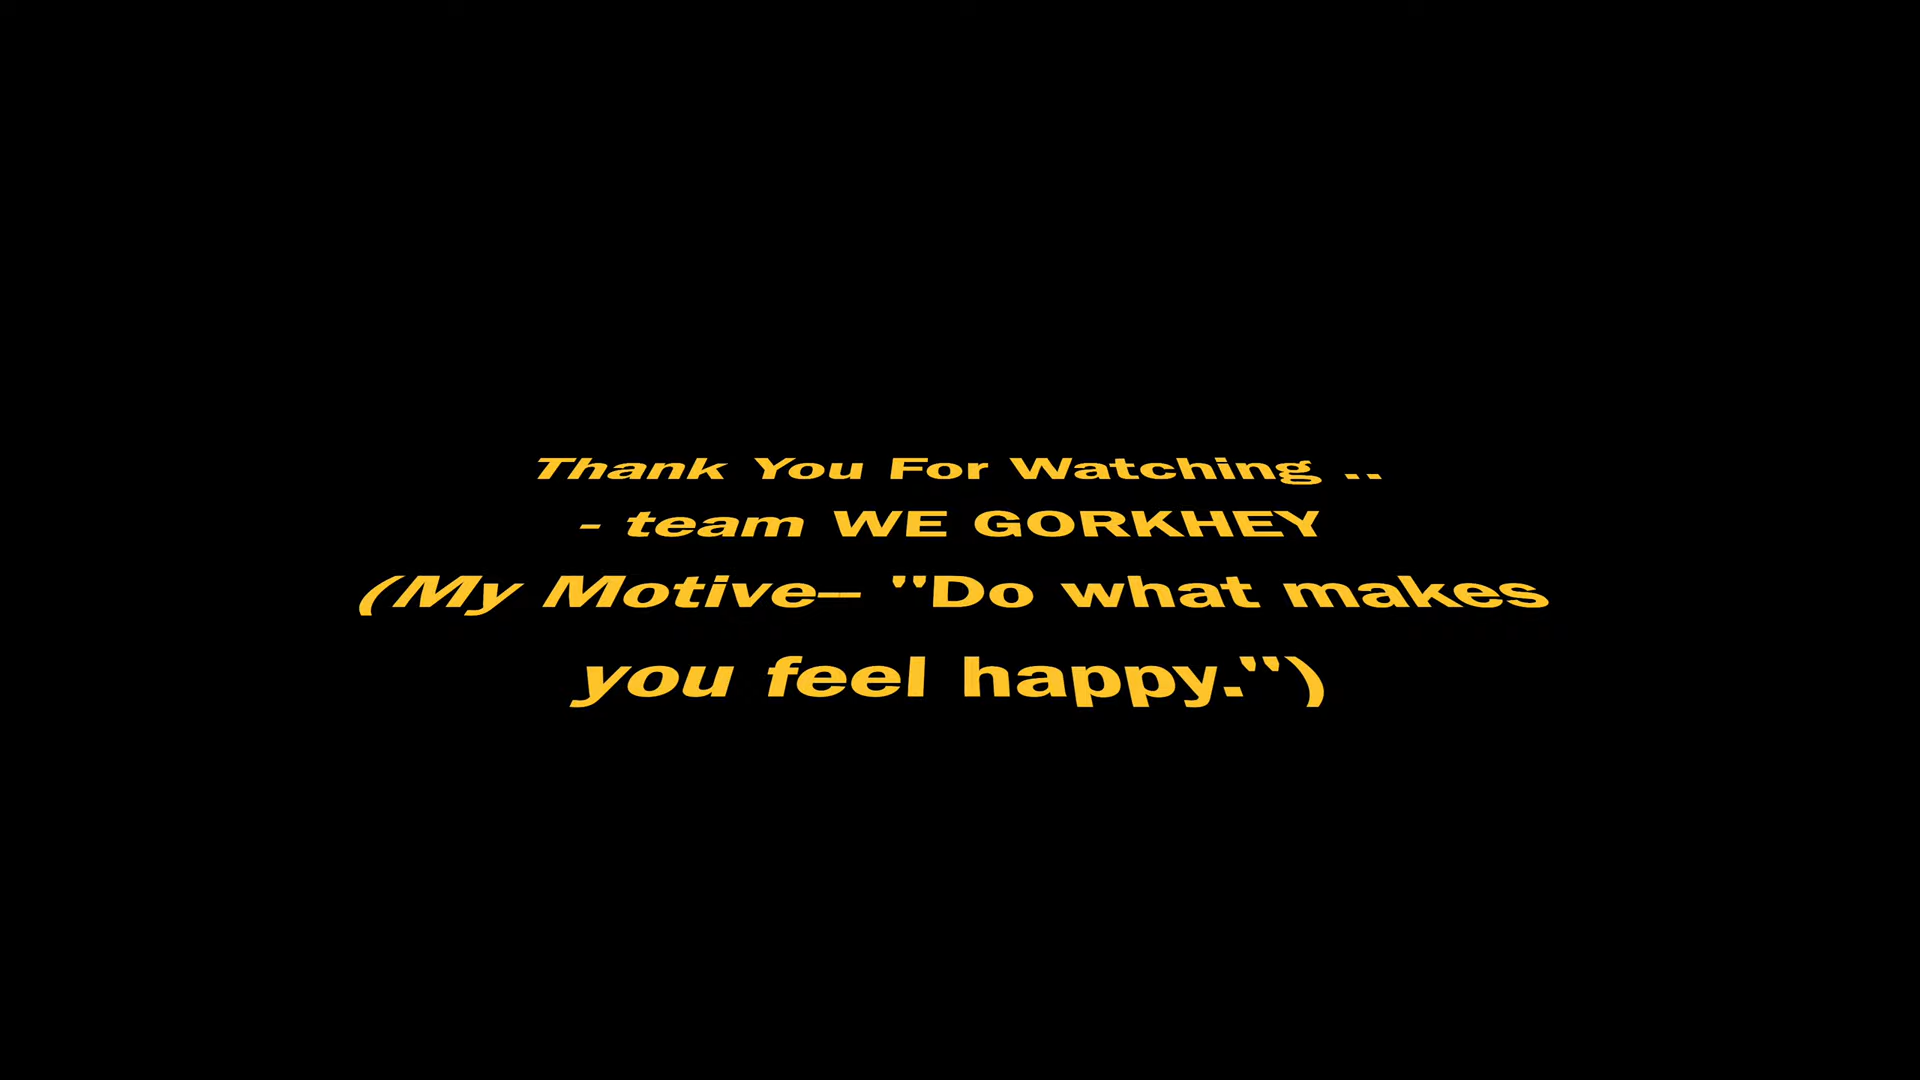 Thank You For Watching ..
- team WE GORKHEY
(My Motive-- "Do what makes
you feel happy.")